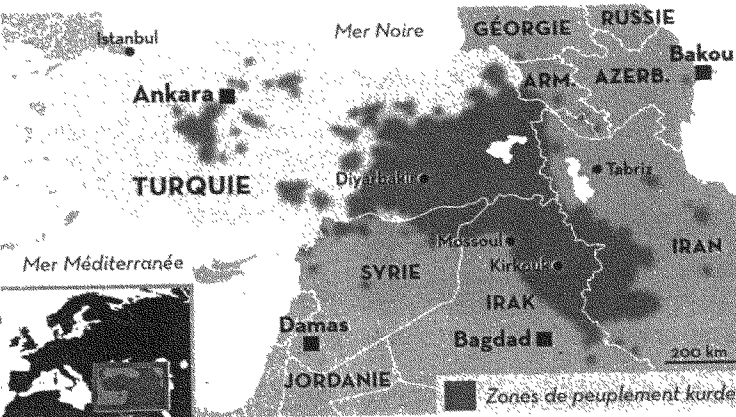 Istanbul
Mer Noire
GÉORGIE
RUSSIE
Bakou
Ankara
ARM.
AZERB.
TURQUIE
Diyarbakir
Tabriz
Mossoul
IRAN
Mer Méditerranée
SYRIE
Kirkouk
IRAK
Damas
Bagdad
200 km
JORDANIE
Zones de peuplement kurde